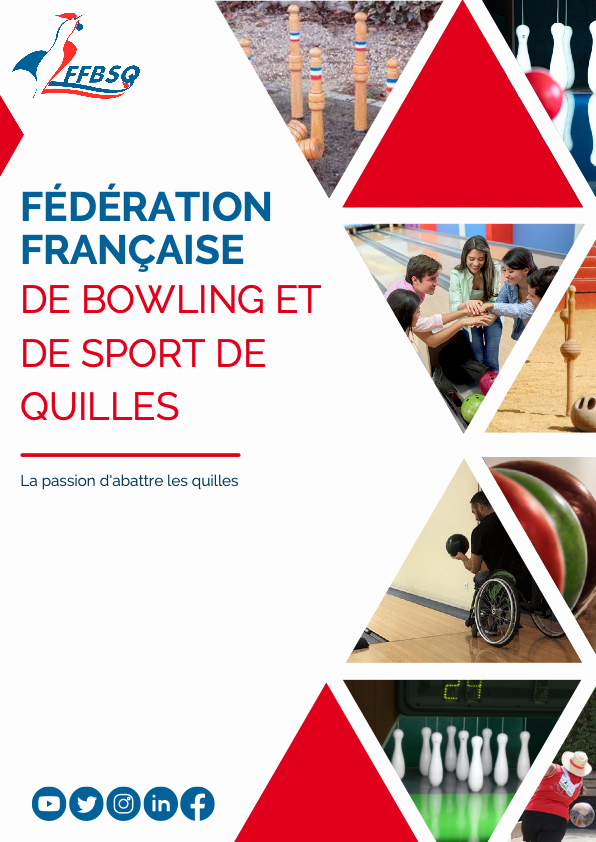 FFBSQ
FÉDÉRATION
FRANÇAISE
DE BOWLING ET
DE SPORT DE
QUILLES
La passion d'abattre les quilles